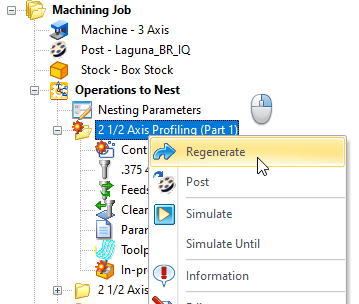 Machining Job
Machine - 3 Axis
Post - Laguna_BR_IQ
Stock - Box Stock
Operations to Nest
Nesting Parameters
2 1/2 Axis Profiling (Part 1)
Cont
Regenerate
.375 4
Post
Feeds
Clear
Simulate
Param
Toolp
Simulate Until
In-pr
Information
2 1/2 Axis